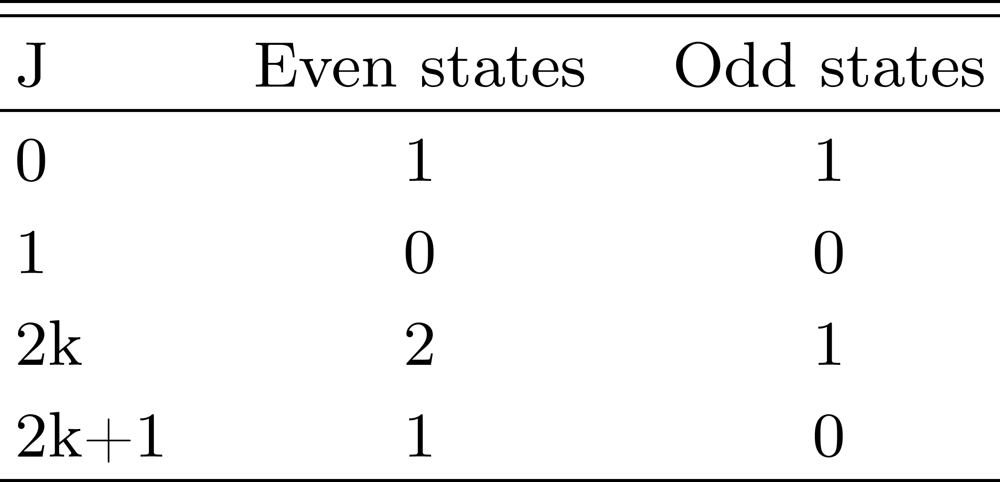 J Even states Odd states
0 1 1
1 0 0
2k 2 1
2k+1 1 0